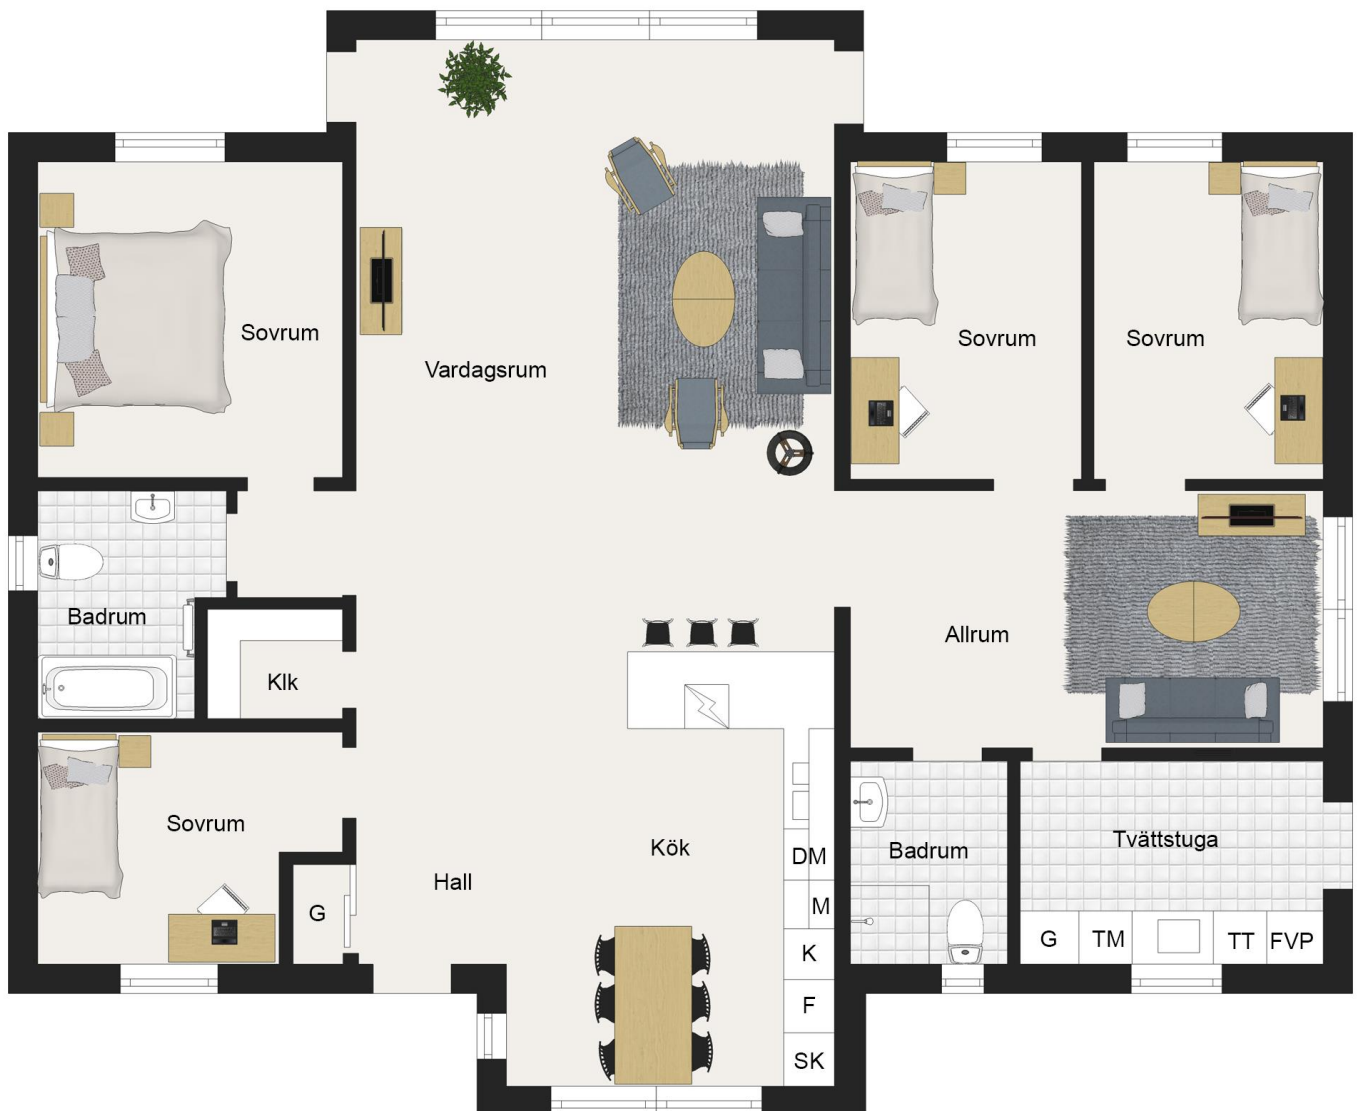 Sovrum
Vardagsrum
Sovrum
Sovrum
Badrum
Allrum
Klk
Sovrum
Hall
Kök
G
DM
M
K
F
SK
Badrum
Tvättstuga
G
TM
TT
FVP